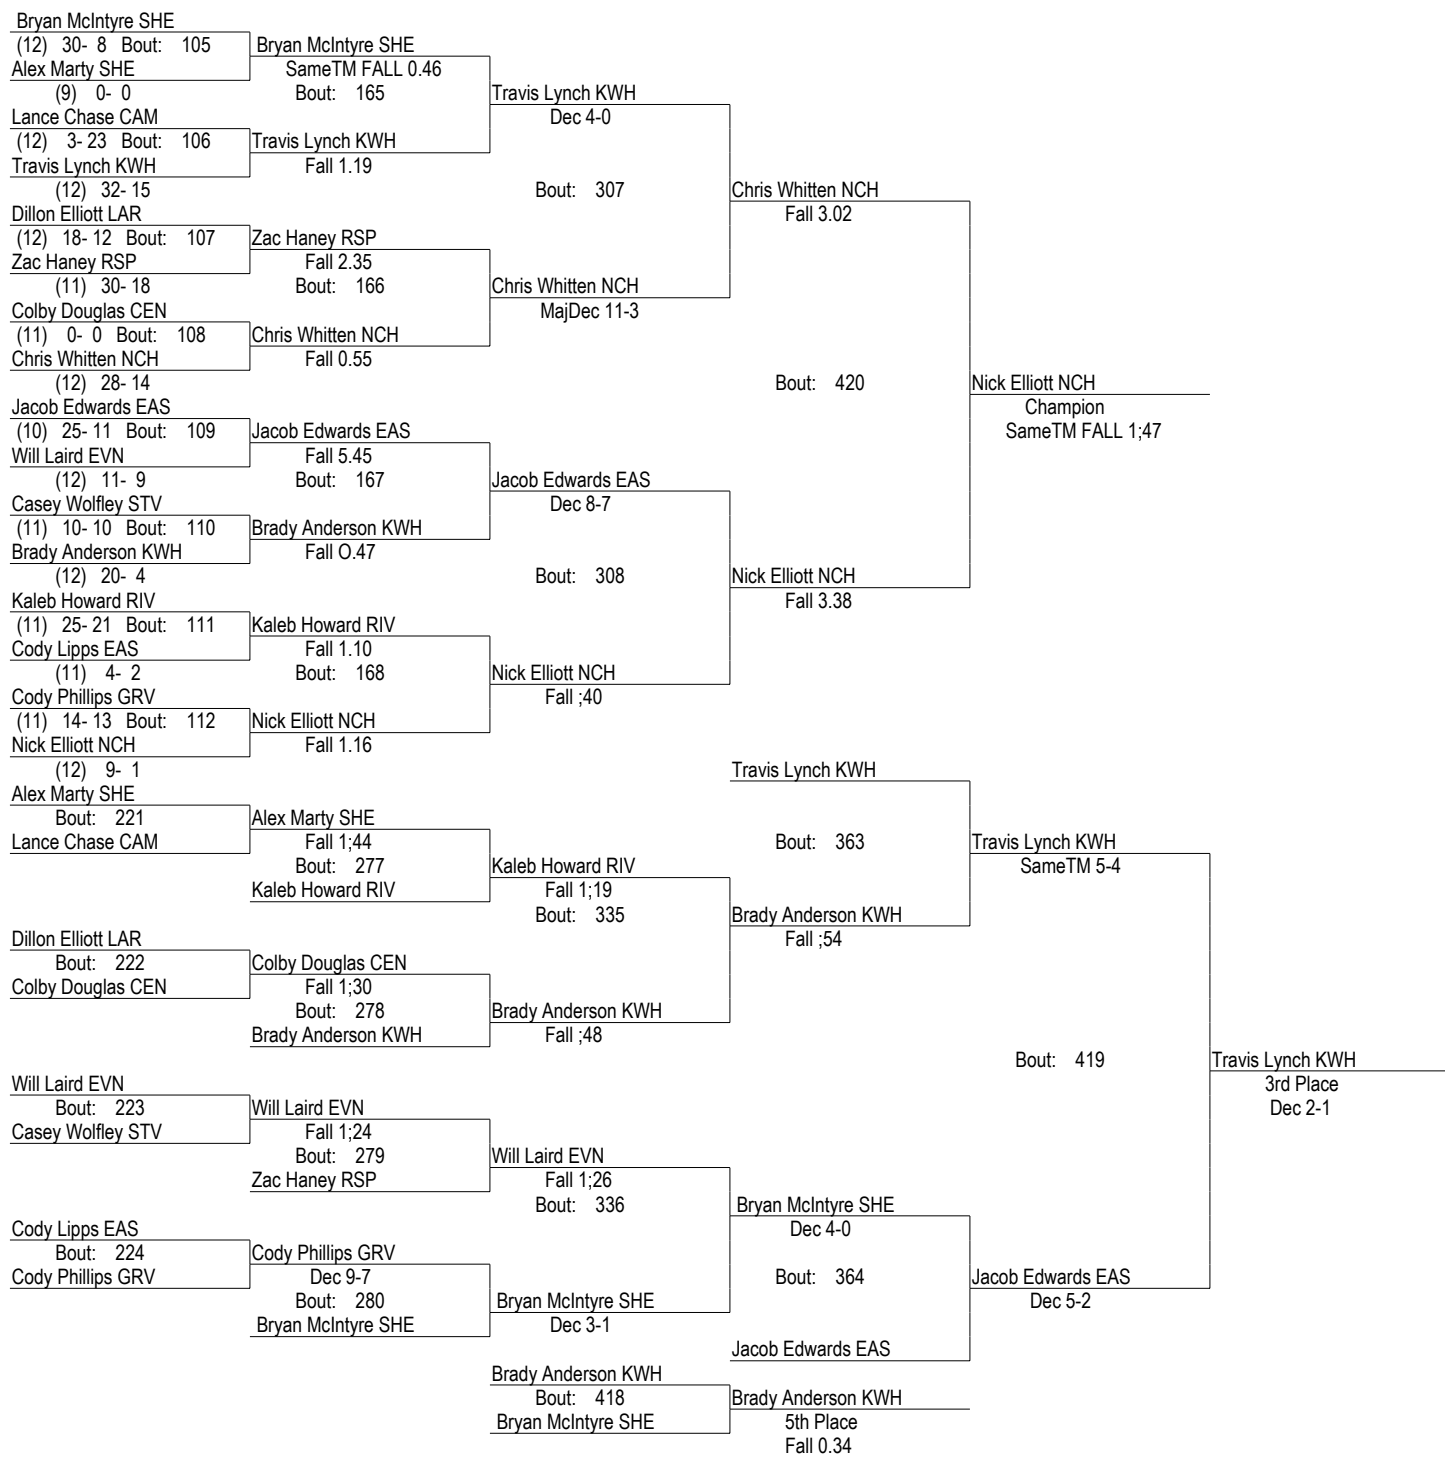 Bryan McIntyre SHE
(12) 30- 8 Bout: 105
Bryan McIntyre SHE
Alex Marty SHE
SameTM FALL 0.46
(9) 0- 0
Bout: 165
Travis Lynch KWH
Lance Chase CAM
Dec 4-0
(12) 3- 23 Bout: 106
Travis Lynch KWH
Travis Lynch KWH
Fall 1.19
(12) 32- 15
Bout: 307
Chris Whitten NCH
Dillon Elliott LAR
Fall 3.02
(12) 18- 12 Bout: 107
Zac Haney RSP
Zac Haney RSP
Fall 2.35
(11) 30- 18
Bout: 166
Chris Whitten NCH
Colby Douglas CEN
MajDec 11-3
(11) 0- 0 Bout: 108
Chris Whitten NCH
Chris Whitten NCH
Fall 0.55
(12) 28- 14
Bout: 420
Nick Elliott NCH
Jacob Edwards EAS
Champion
(10) 25- 11 Bout: 109
Jacob Edwards EAS
SameTM FALL 1;47
Will Laird EVN
Fall 5.45
(12) 11- 9
Bout: 167
Jacob Edwards EAS
Casey Wolfley STV
Dec 8-7
(11) 10- 10 Bout: 110
Brady Anderson KWH
Brady Anderson KWH
Fall O.47
(12) 20- 4
Bout: 308
Nick Elliott NCH
Kaleb Howard RIV
Fall 3.38
(11) 25- 21 Bout: 111
Kaleb Howard RIV
Cody Lipps EAS
Fall 1.10
(11) 4- 2
Bout: 168
Nick Elliott NCH
Cody Phillips GRV
Fall ;40
(11) 14- 13 Bout: 112
Nick Elliott NCH
Nick Elliott NCH
Fall 1.16
(12) 9- 1
Travis Lynch KWH
Alex Marty SHE
Bout: 221
Alex Marty SHE
Lance Chase CAM
Fall 1;44
Bout: 363
Travis Lynch KWH
Bout: 277
Kaleb Howard RIV
SameTM 5-4
Kaleb Howard RIV
Fall 1;19
Bout: 335
Brady Anderson KWH
Dillon Elliott LAR
Fall ;54
Bout: 222
Colby Douglas CEN
Colby Douglas CEN
Fall 1;30
Bout: 278
Brady Anderson KWH
Brady Anderson KWH
Fall ;48
Bout: 419
Travis Lynch KWH
Will Laird EVN
3rd Place
Bout: 223
Will Laird EVN
Dec 2-1
Casey Wolfley STV
Fall 1;24
Bout: 279
Will Laird EVN
Zac Haney RSP
Fall 1;26
Bout: 336
Bryan McIntyre SHE
Cody Lipps EAS
Dec 4-0
Bout: 224
Cody Phillips GRV
Cody Phillips GRV
Dec 9-7
Bout: 364
Jacob Edwards EAS
Bout: 280
Bryan McIntyre SHE
Dec 5-2
Bryan McIntyre SHE
Dec 3-1
Jacob Edwards EAS
Brady Anderson KWH
Bout: 418
Brady Anderson KWH
Bryan McIntyre SHE
5th Place
Fall 0.34